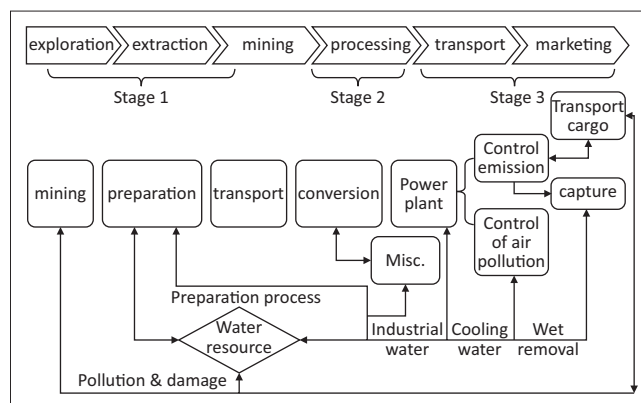 exploration extraction mining processing transport marketing
Stage 1 Stage 2 Stage 3
Transport
cargo
Control
emission
mining preparation transport conversion
Power
plant
capture
Control
of air
pollution
Misc.
Preparation process
Water
resource
Industrial
water
Cooling
water
Wet
removal
Pollution & damage